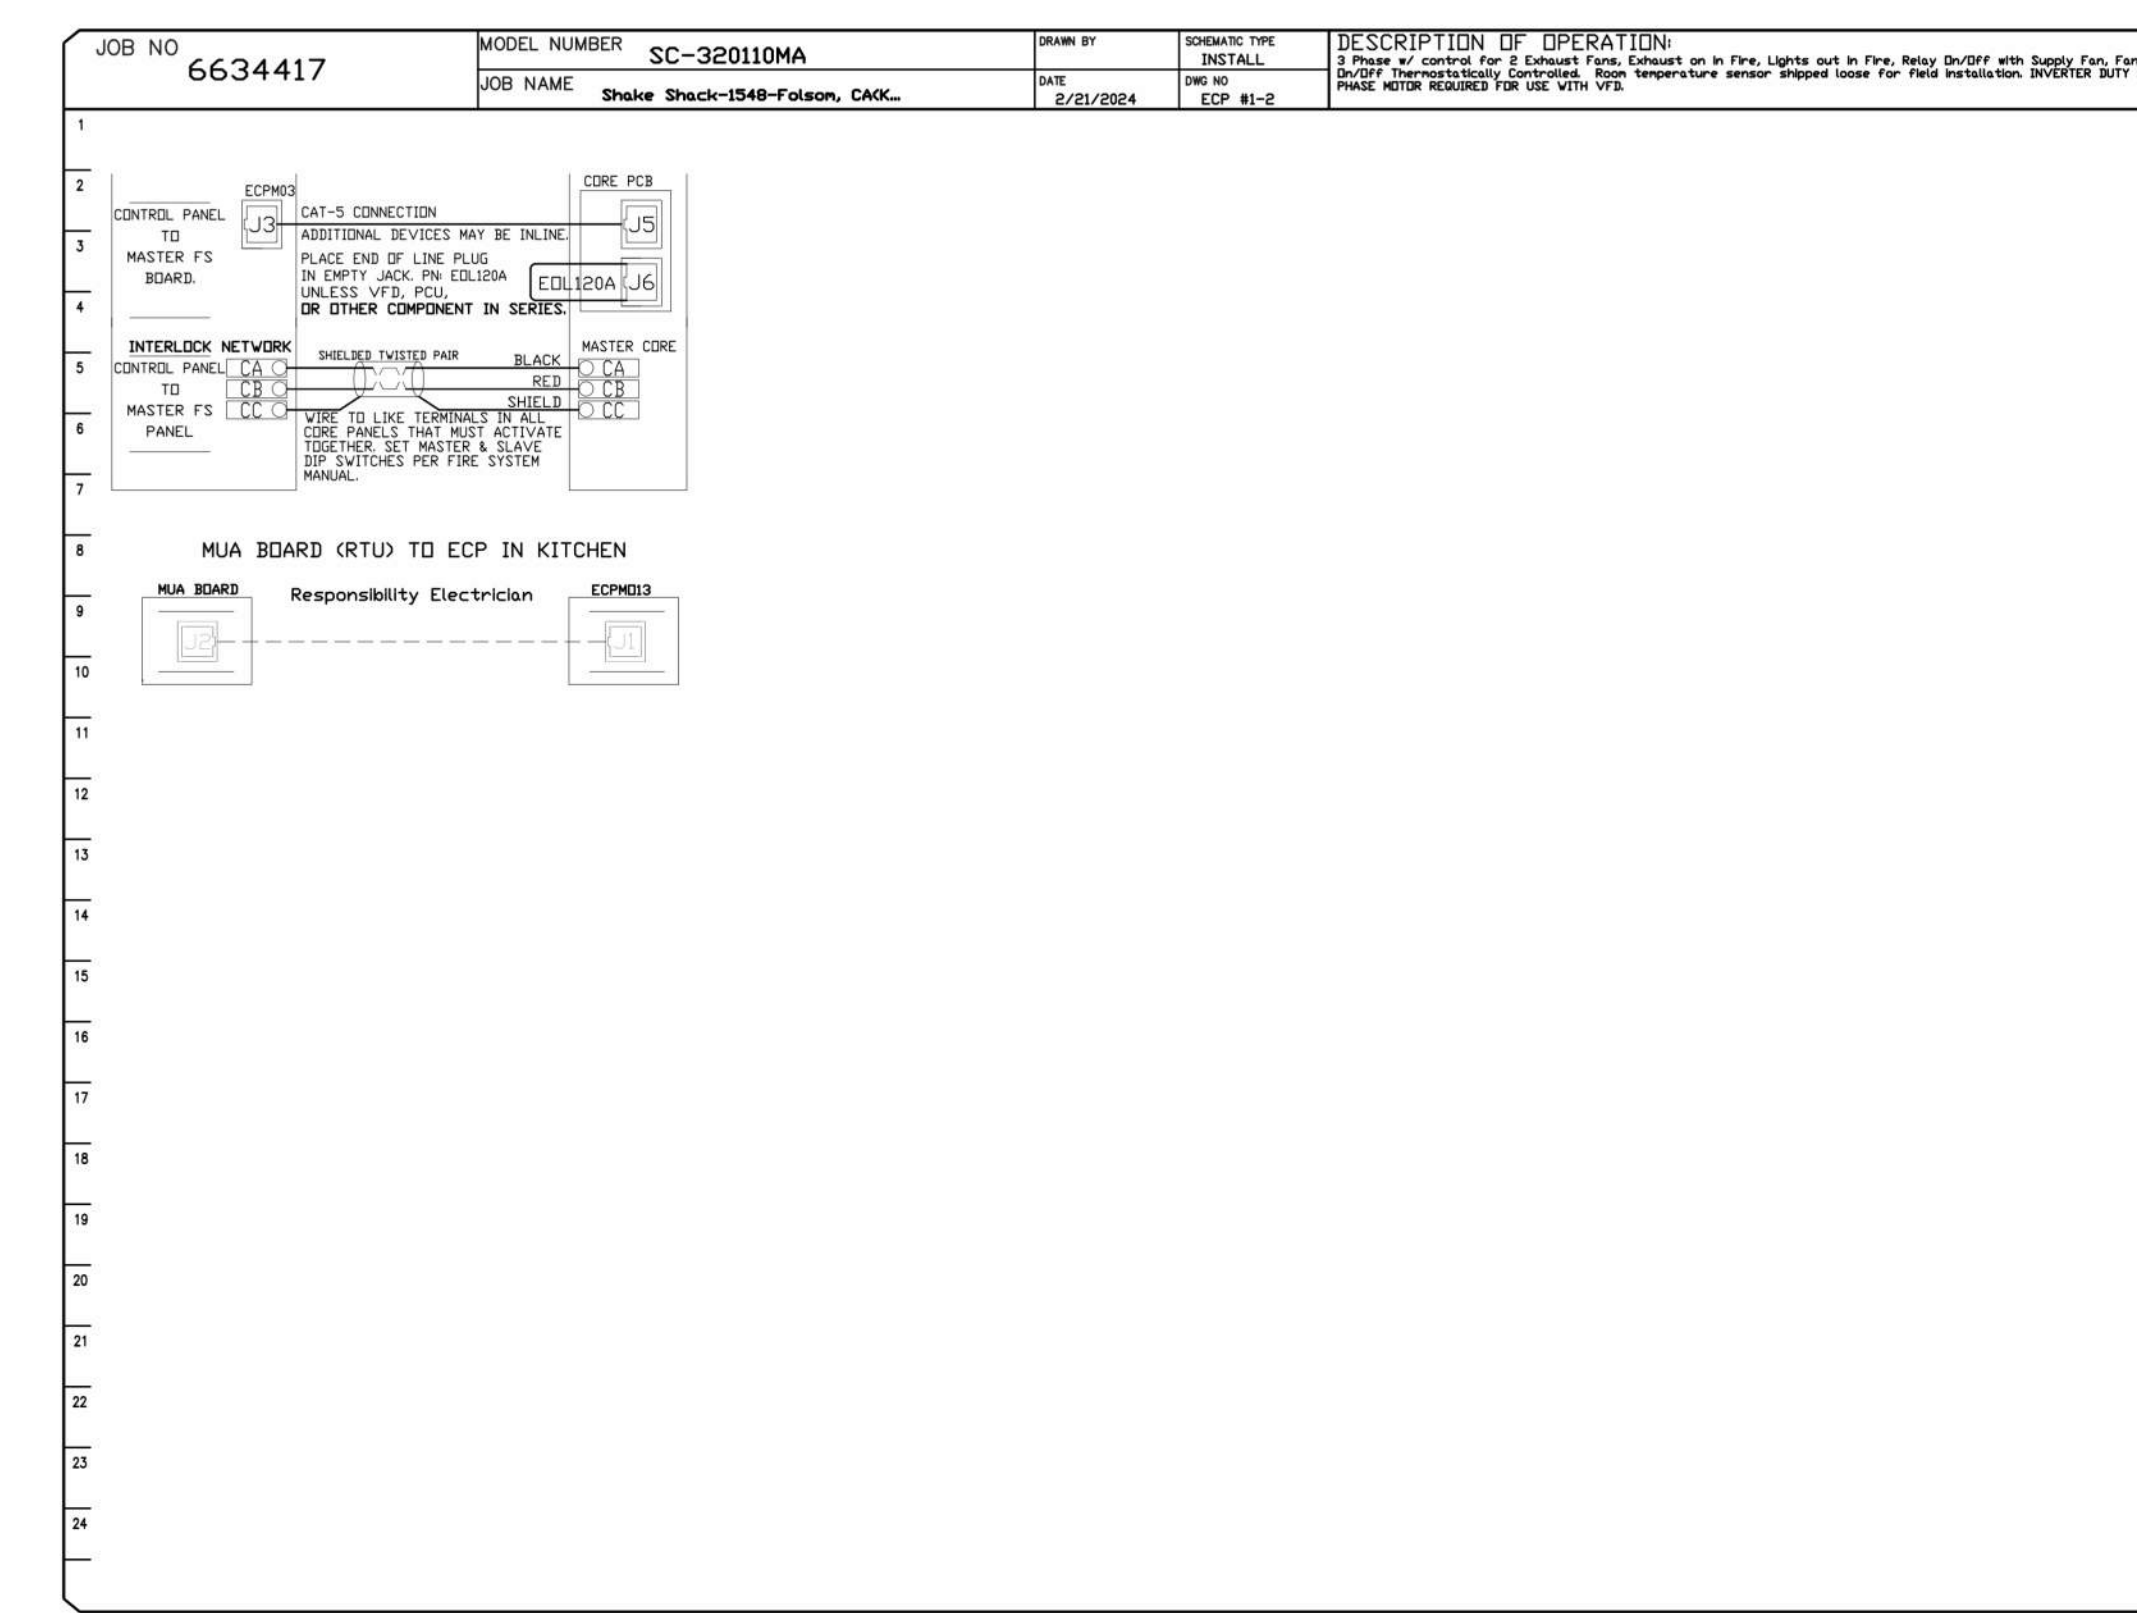 JOB NO
6634417
MODEL NUMBER SC-320110MA
JOB NAME Shake Shack-1548-Folsom, CA(K...
DRAWN BY
DATE
2/21/2024
SCHEMATIC TYPE
INSTALL
DWG NO
ECP #1-2
DESCRIPTION OF OPERATION:
3 Phase w/ control for 2 Exhaust Fans, Exhaust on in Fire, Lights out in Fire, Relay On/Off with Supply Fan, Fan
On/Off Thermostatically Controlled. Room temperature sensor shipped loose for field installation. INVERTER DUTY
PHASE MOTOR REQUIRED FOR USE WITH VFD.
1
2
3
4
5
6
7
8
9
10
11
12
13
14
15
16
17
18
19
20
21
22
23
24
CONTROL PANEL
TO
MASTER FS
BOARD.
ECPM03
J3
CAT-5 CONNECTION
ADDITIONAL DEVICES MAY BE INLINE.
PLACE END OF LINE PLUG
IN EMPTY JACK. PN: EOL120A
UNLESS VFD, PCU,
OR OTHER COMPONENT IN SERIES.
CORE PCB
J5
EOL120A J6
INTERLOCK NETWORK
CONTROL PANEL
TO
MASTER FS
PANEL
CA
CB
CC
SHIELDED TWISTED PAIR
BLACK
RED
SHIELD
MASTER CORE
CA
CB
CC
WIRE TO LIKE TERMINALS IN ALL
CORE PANELS THAT MUST ACTIVATE
TOGETHER. SET MASTER & SLAVE
DIP SWITCHES PER FIRE SYSTEM
MANUAL.
MUA BOARD (RTU) TO ECP IN KITCHEN
MUA BOARD
J2
Responsibility Electrician
ECPM013
J1